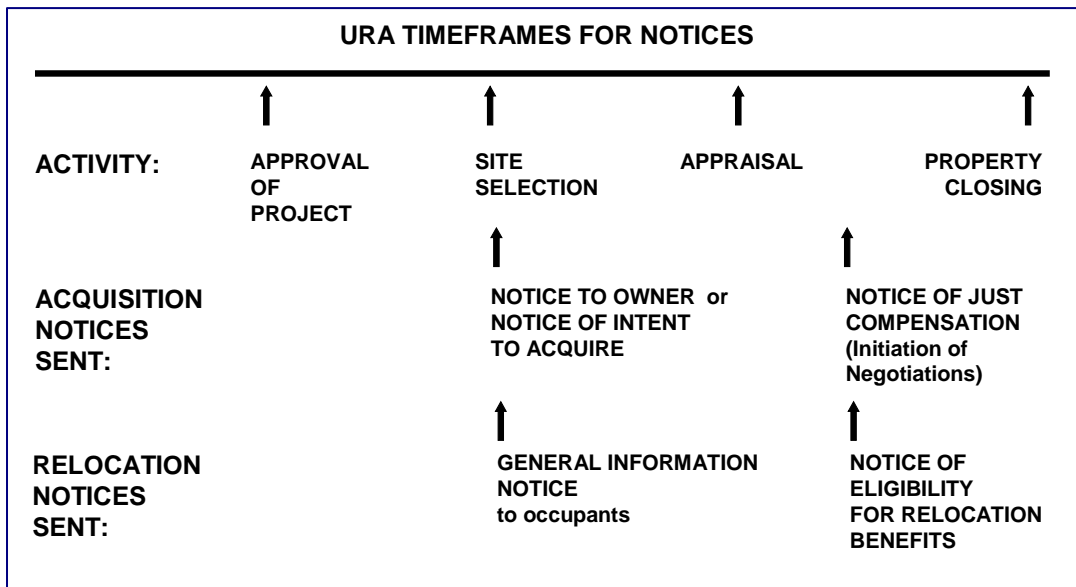 URA TIMEFRAMES FOR NOTICES
ACTIVITY:
APPROVAL
OF
PROJECT
SITE
SELECTION
APPRAISAL
PROPERTY
CLOSING
ACQUISITION
NOTICES
SENT:
NOTICE TO OWNER or
NOTICE OF INTENT
TO ACQUIRE
NOTICE OF JUST
COMPENSATION
(Initiation of
Negotiations)
RELOCATION
NOTICES
SENT:
GENERAL INFORMATION
NOTICE
to occupants
NOTICE OF
ELIGIBILITY
FOR RELOCATION
BENEFITS